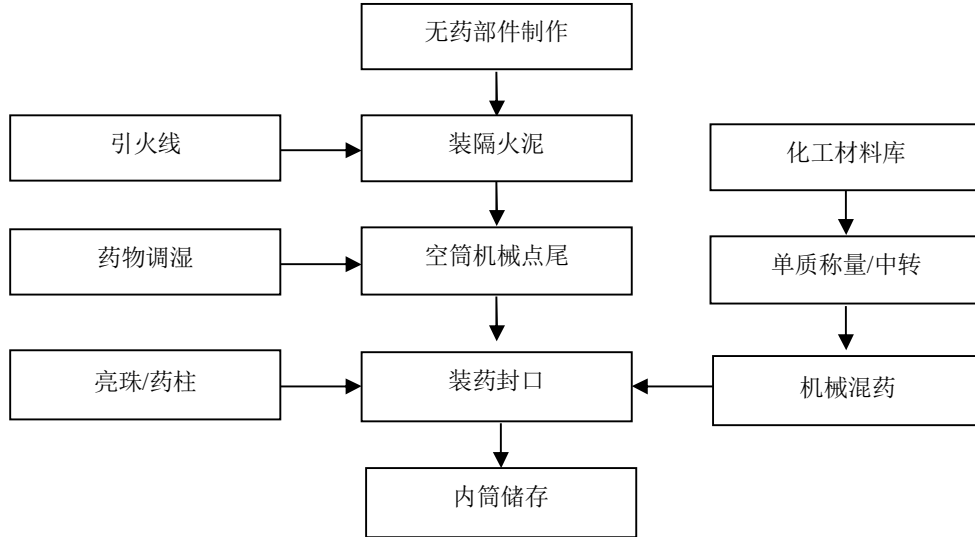 无药部件制作
引火线
装隔火泥
化工材料库
药物调湿
空筒机械点尾
单质称量/中转
亮珠/药柱
装药封口
机械混药
内筒储存